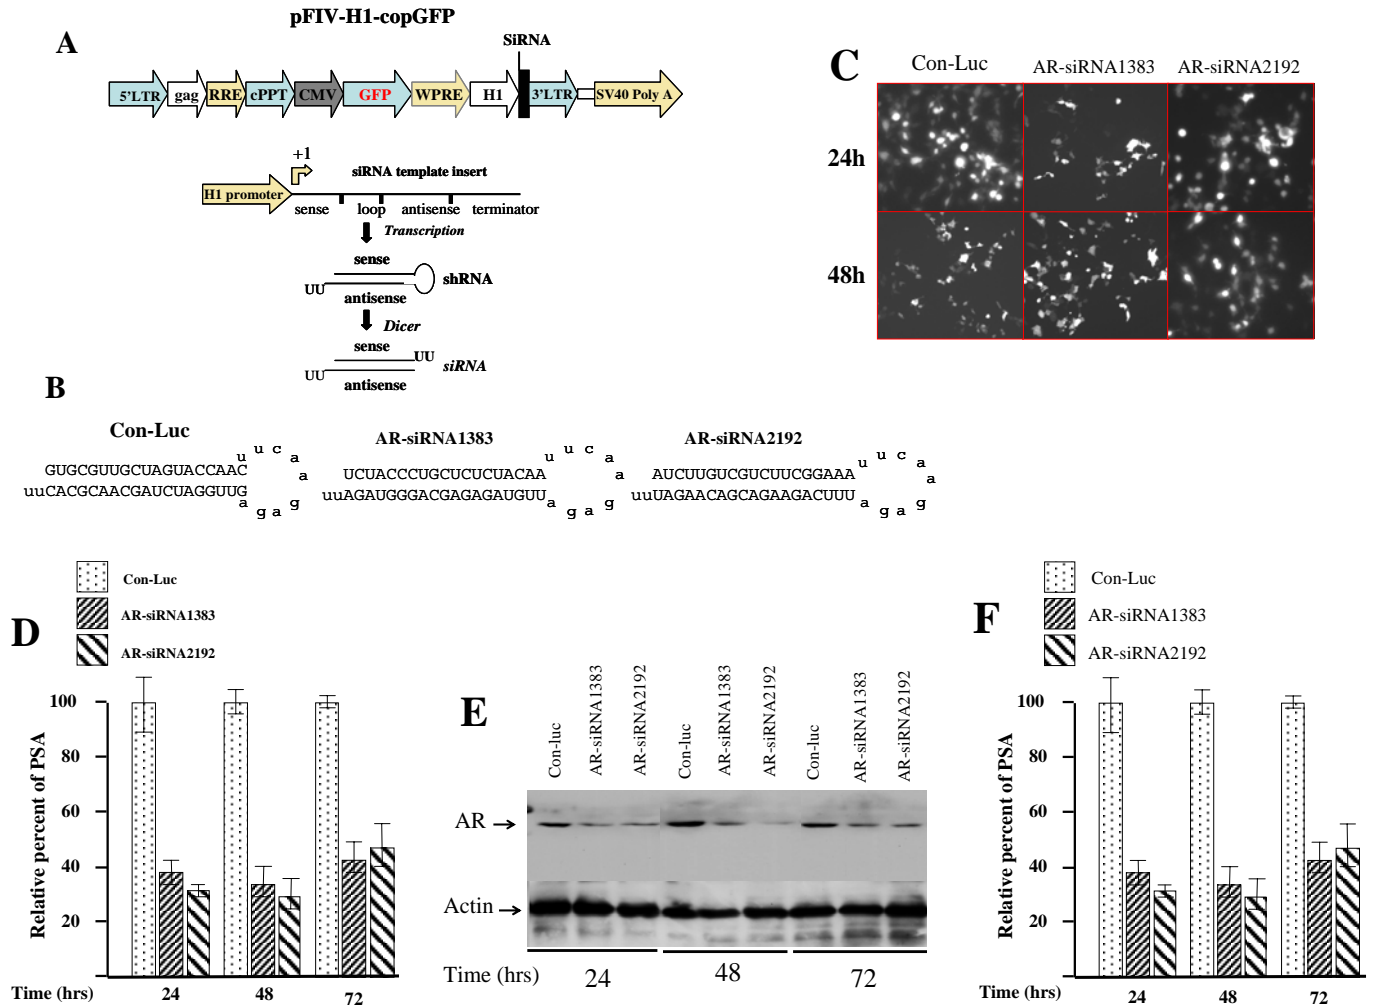 pFIV-H1-copGFP
A
SiRNA
5'LTR gag RRE cPPT CMV GFP WPRE H1 3'LTR SV40 Poly A
+1
siRNA template insert
H1 promoter
sense loop antisense terminator
Transcription
sense
UU shRNA
antisense
Dicer
sense
UU
UU siRNA
antisense
B
Con-Luc
GUGCGUUGCUAGUACCAAC
uuCACGCAACGAUCUAGGUUG
u u c a a g a g a
AR-siRNA1383
UCUACCCUGCUCUCUACAA
uuAGAUGGGACGAGAGAUGUU
u u c a a g a g a
AR-siRNA2192
AUCUUGUCGUCUUCGGAAA
uuUAGAACAGCAGAAGACUUU
u u c a a g a g a
C
Con-Luc AR-siRNA1383 AR-siRNA2192
24h
48h
D
Con-Luc
AR-siRNA1383
AR-siRNA2192
Relative percent of PSA
100
80
60
40
20
Time (hrs) 24 48 72
E
Con-luc AR-siRNA1383 AR-siRNA2192 Con-luc AR-siRNA1383 AR-siRNA2192 Con-luc AR-siRNA1383 AR-siRNA2192
AR
Actin
Time (hrs) 24 48 72
F
Con-Luc
AR-siRNA1383
AR-siRNA2192
Relative percent of PSA
100
80
60
40
20
Time (hrs) 24 48 72